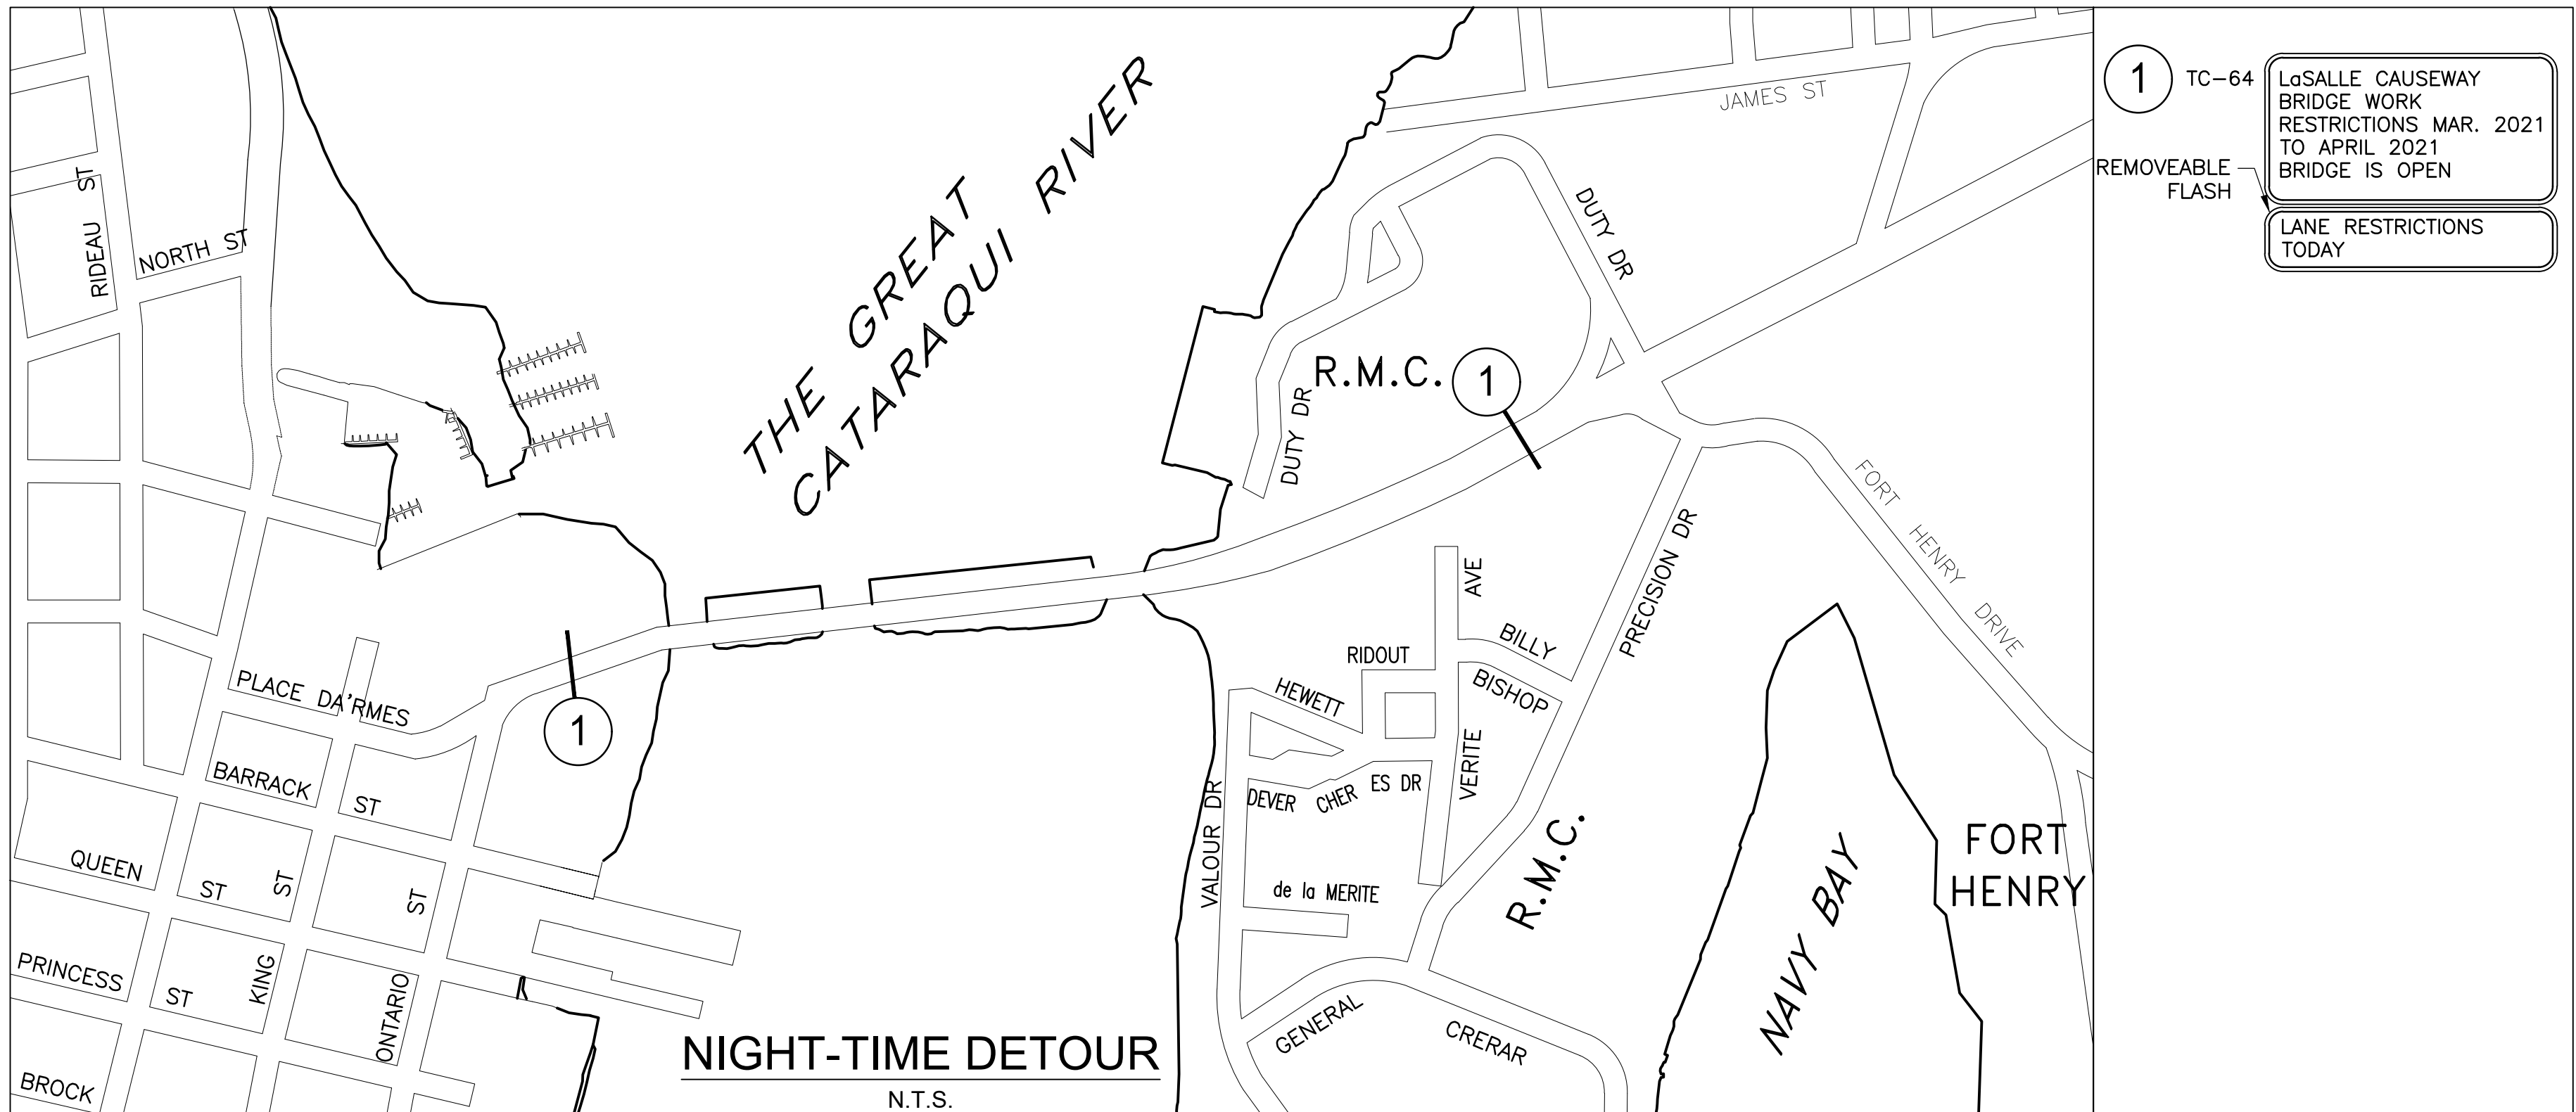 RIDEAU ST
NORTH ST
THE GREAT
CATARAQUI RIVER
JAMES ST
DUTY DR
DUTY DR
R.M.C.
1
FORT HENRY DRIVE
PRECISION DR
AVE
BILLY
BISHOP
RIDOUT
HEWETT
VERITE
DEVER CHER ES DR
VALOUR DR
de la MERITE
R.M.C.
NAVY BAY
FORT
HENRY
GENERAL
CRERAR
1
PLACE DA'RMES
BARRACK ST
QUEEN ST
ST
ST
PRINCESS ST
KING
ONTARIO
BROCK
NIGHT-TIME DETOUR
N.T.S.
1 TC-64
LaSALLE CAUSEWAY
BRIDGE WORK
RESTRICTIONS MAR. 2021
TO APRIL 2021
BRIDGE IS OPEN
REMOVEABLE
FLASH
LANE RESTRICTIONS
TODAY